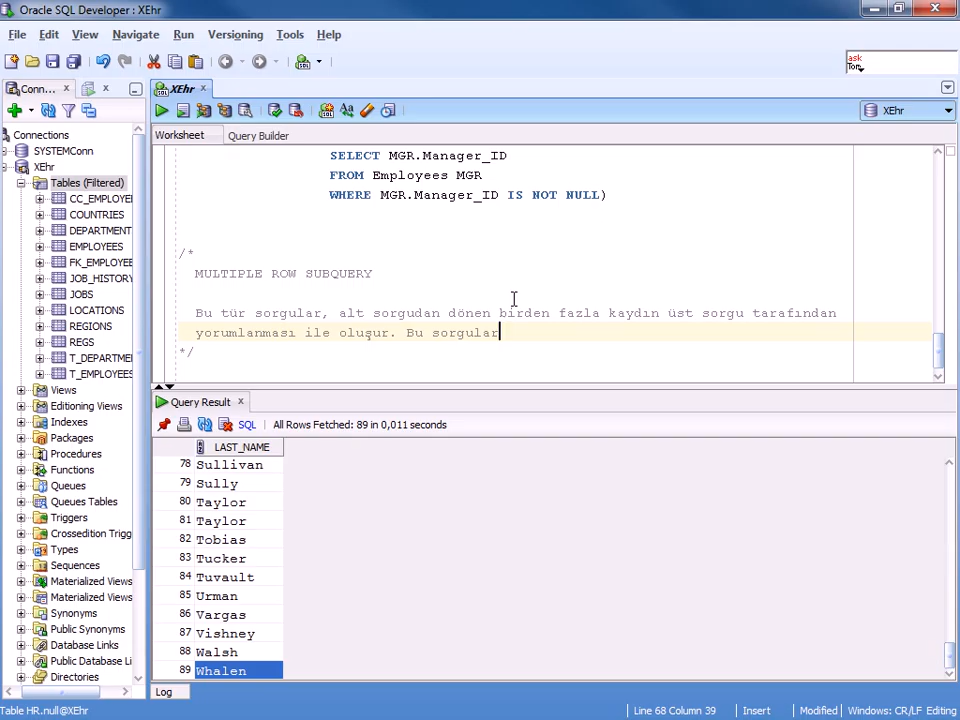 Oracle SQL Developer : XEhr
File Edit View Navigate Run Versioning Tools Help
ask
Tom
Conn...
XEhr
XEhr
Connections
SYSTEMConn
XEhr
Tables (Filtered)
CC_EMPLOYE
COUNTRIES
DEPARTMENT
EMPLOYEES
FK_EMPLOYEE
JOB_HISTORY
JOBS
LOCATIONS
REGIONS
REGS
T_DEPARTME
T_EMPLOYEES
Views
Editioning Views
Indexes
Packages
Procedures
Functions
Queues
Queues Tables
Triggers
Crossedition Trigg
Types
Sequences
Materialized Views
Materialized Views
Synonyms
Public Synonyms
Database Links
Public Database Li
Directories
Worksheet Query Builder
SELECT MGR.Manager_ID
FROM Employees MGR
WHERE MGR.Manager_ID IS NOT NULL)
/*
MULTIPLE ROW SUBQUERY
Bu tür sorgular, alt sorgudan dönen birden fazla kaydın üst sorgu tarafından
yorumlanması ile oluşur. Bu sorgular
*/
Query Result
SQL All Rows Fetched: 89 in 0,011 seconds
LAST_NAME
78 Sullivan
79 Sully
80 Taylor
81 Taylor
82 Tobias
83 Tucker
84 Tuvault
85 Urman
86 Vargas
87 Vishney
88 Walsh
89 Whalen
Log
Table HR.null@XEhr
Line 68 Column 39 Insert Modified Windows: CR/LF Editing